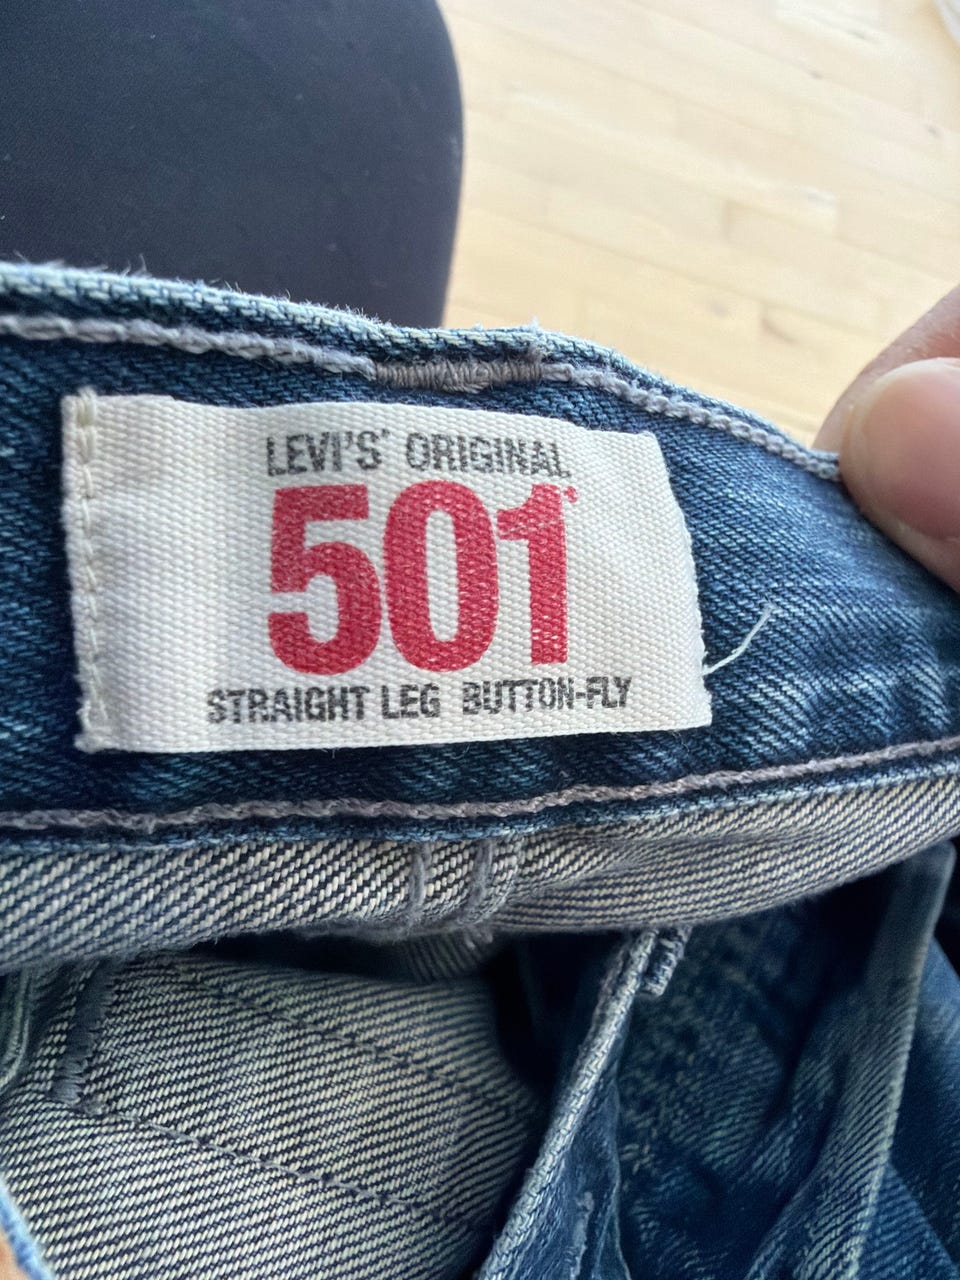 LEVI'S® ORIGINAL
501®
STRAIGHT LEG BUTTON-FLY